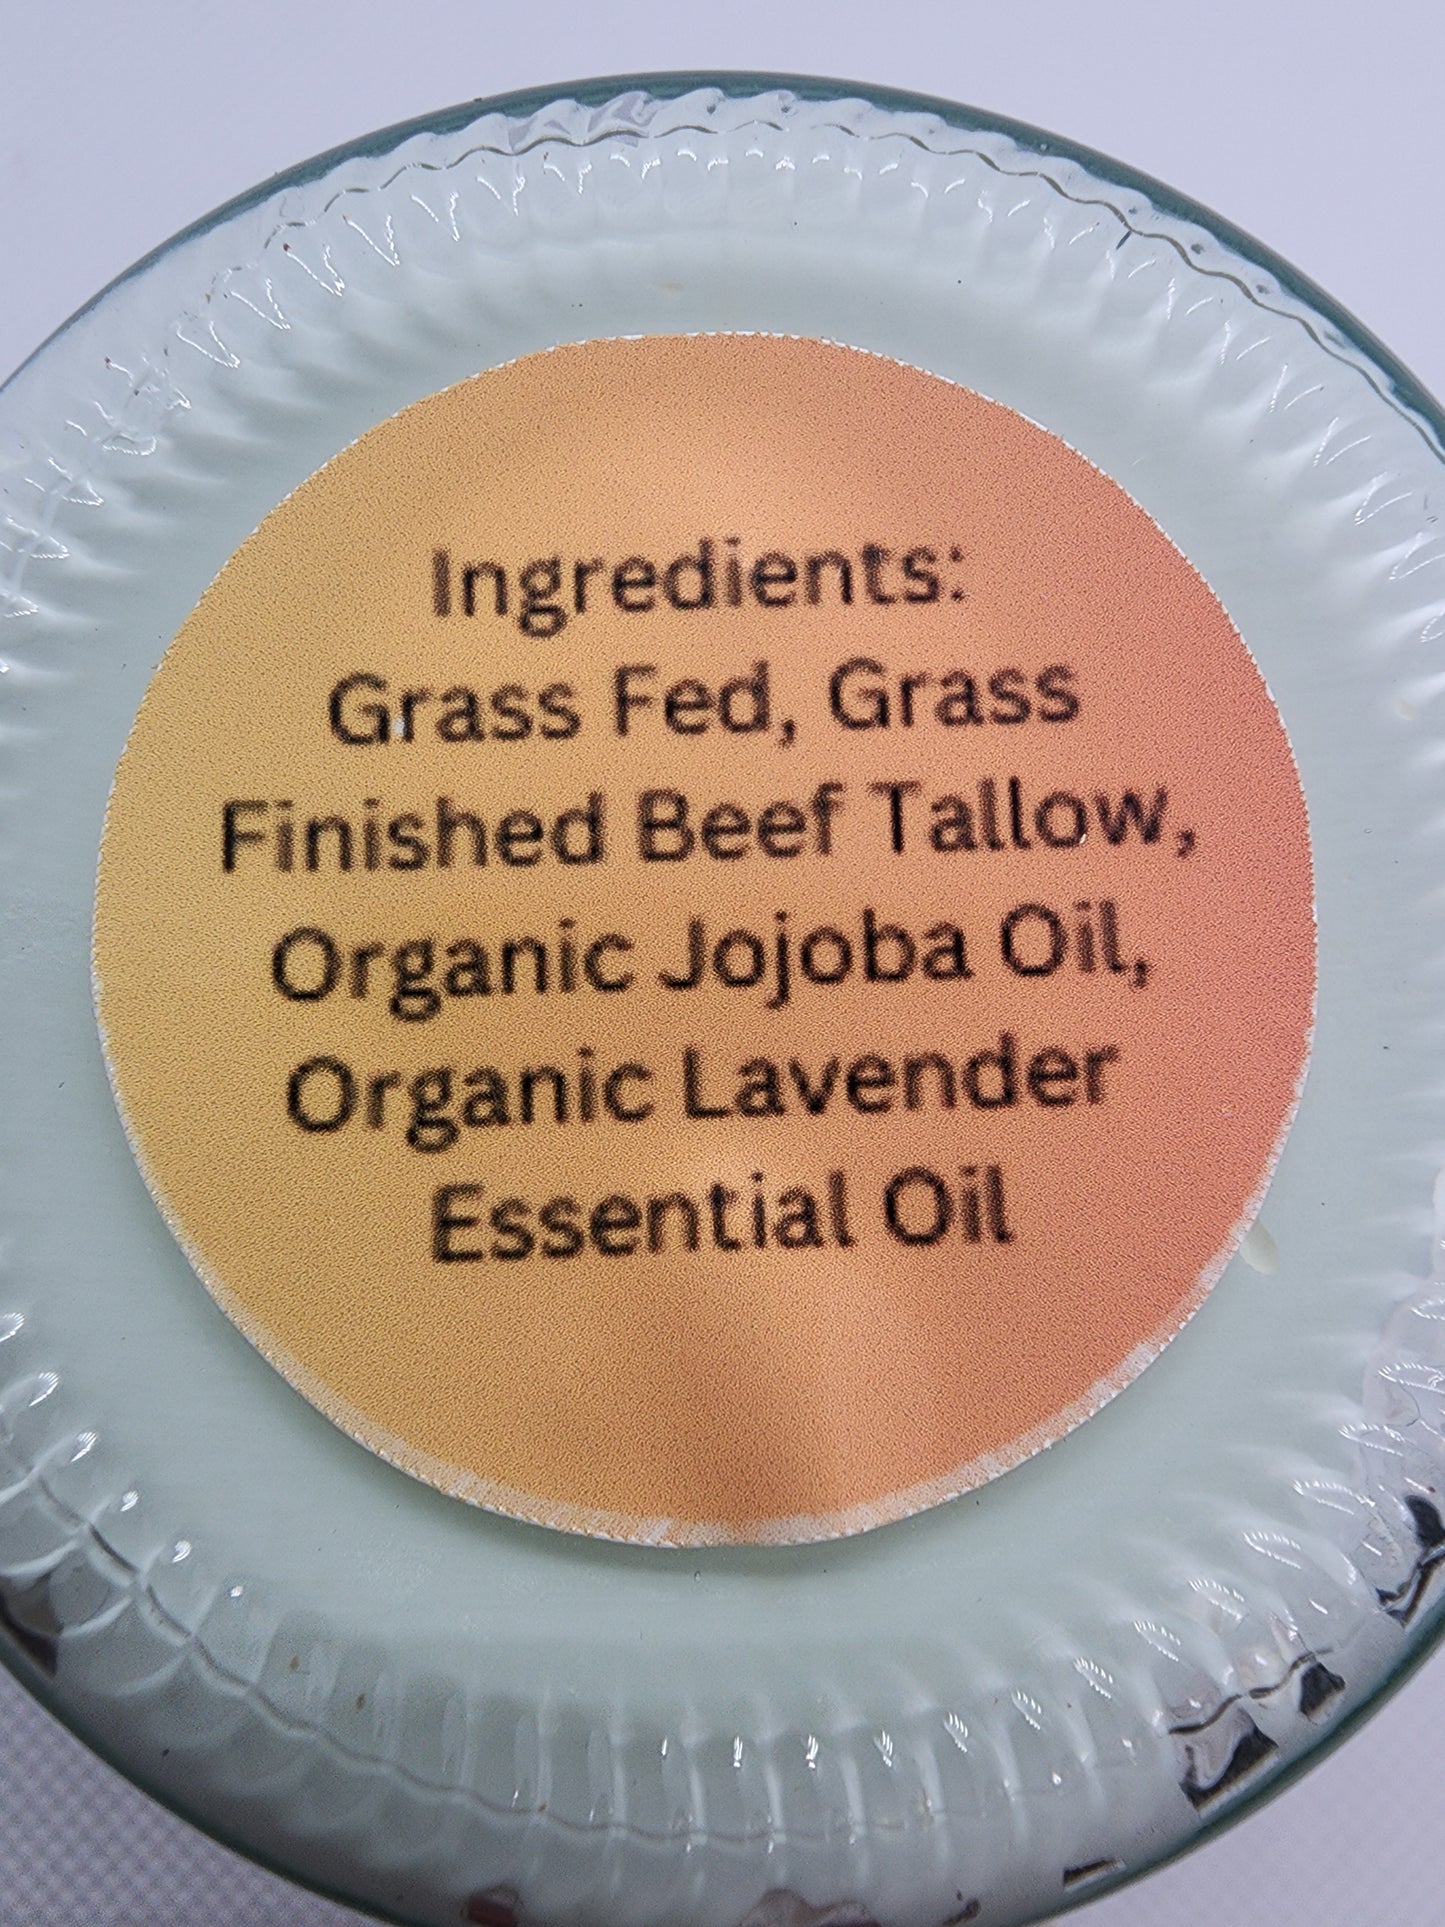 Ingredients:
Grass Fed, Grass
Finished Beef Tallow,
Organic Jojoba Oil,
Organic Lavender
Essential Oil